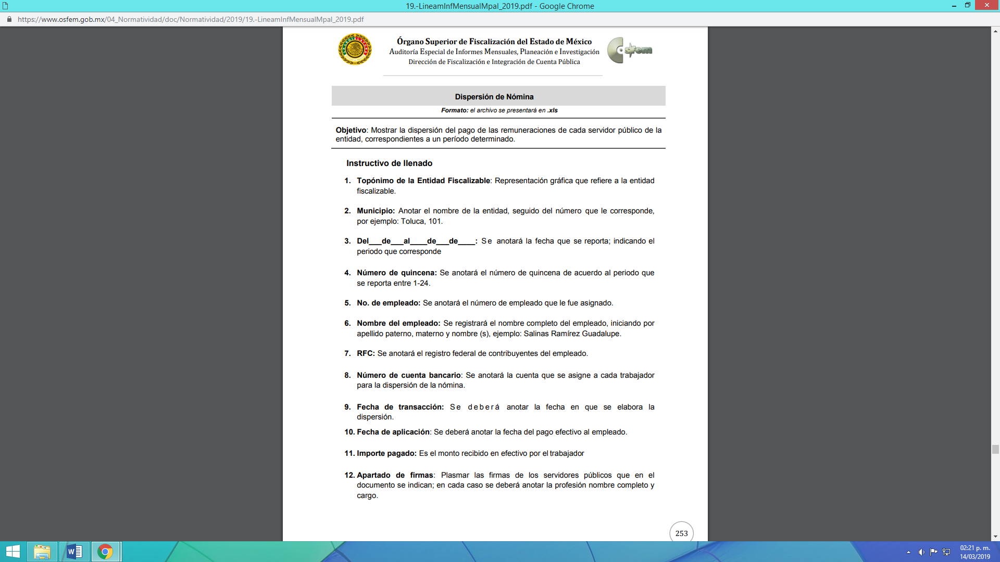 19.-LineamInfMensualMpal_2019.pdf - Google Chrome
https://www.osfem.gob.mx/04_Normatividad/doc/Normatividad/2019/19.-LineamInfMensualMpal_2019.pdf
Órgano Superior de Fiscalización del Estado de México
Auditoría Especial de Informes Mensuales, Planeación e Investigación
Dirección de Fiscalización e Integración de Cuenta Pública
osfem
Dispersión de Nómina
Formato: el archivo se presentará en .xls
Objetivo: Mostrar la dispersión del pago de las remuneraciones de cada servidor público de la
entidad, correspondientes a un período determinado.
Instructivo de llenado
1. Topónimo de la Entidad Fiscalizable: Representación gráfica que refiere a la entidad
fiscalizable.
2. Municipio: Anotar el nombre de la entidad, seguido del número que le corresponde,
por ejemplo: Toluca, 101.
3. Del___de___al____de___de____: Se anotará la fecha que se reporta; indicando el
periodo que corresponde
4. Número de quincena: Se anotará el número de quincena de acuerdo al periodo que
se reporta entre 1-24.
5. No. de empleado: Se anotará el número de empleado que le fue asignado.
6. Nombre del empleado: Se registrará el nombre completo del empleado, iniciando por
apellido paterno, materno y nombre (s), ejemplo: Salinas Ramírez Guadalupe.
7. RFC: Se anotará el registro federal de contribuyentes del empleado.
8. Número de cuenta bancario: Se anotará la cuenta que se asigne a cada trabajador
para la dispersión de la nómina.
9. Fecha de transacción: Se deberá anotar la fecha en que se elabora la
dispersión.
10. Fecha de aplicación: Se deberá anotar la fecha del pago efectivo al empleado.
11. Importe pagado: Es el monto recibido en efectivo por el trabajador
12. Apartado de firmas: Plasmar las firmas de los servidores públicos que en el
documento se indican; en cada caso se deberá anotar la profesión nombre completo y
cargo.
253
02:21 p. m.
14/03/2019